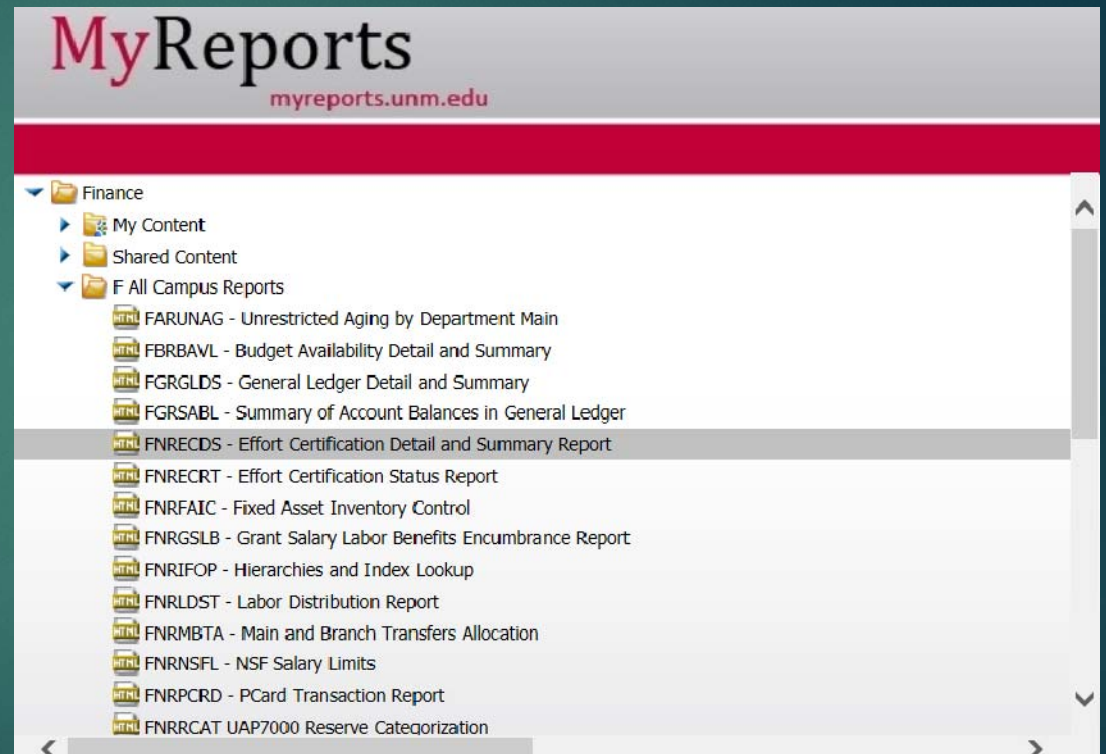 MyReports
myreports.unm.edu
Finance
My Content
Shared Content
F All Campus Reports
FARUNAG - Unrestricted Aging by Department Main
FBRBAVL - Budget Availability Detail and Summary
FGRGLDS - General Ledger Detail and Summary
FGRSABL - Summary of Account Balances in General Ledger
FNRECDS - Effort Certification Detail and Summary Report
FNRECRT - Effort Certification Status Report
FNRFAIC - Fixed Asset Inventory Control
FNRGSLB - Grant Salary Labor Benefits Encumbrance Report
FNRIFOP - Hierarchies and Index Lookup
FNRLDST - Labor Distribution Report
FNRMBTA - Main and Branch Transfers Allocation
FNRNSFL - NSF Salary Limits
FNRPCRD - PCard Transaction Report
FNRRCAT UAP7000 Reserve Categorization